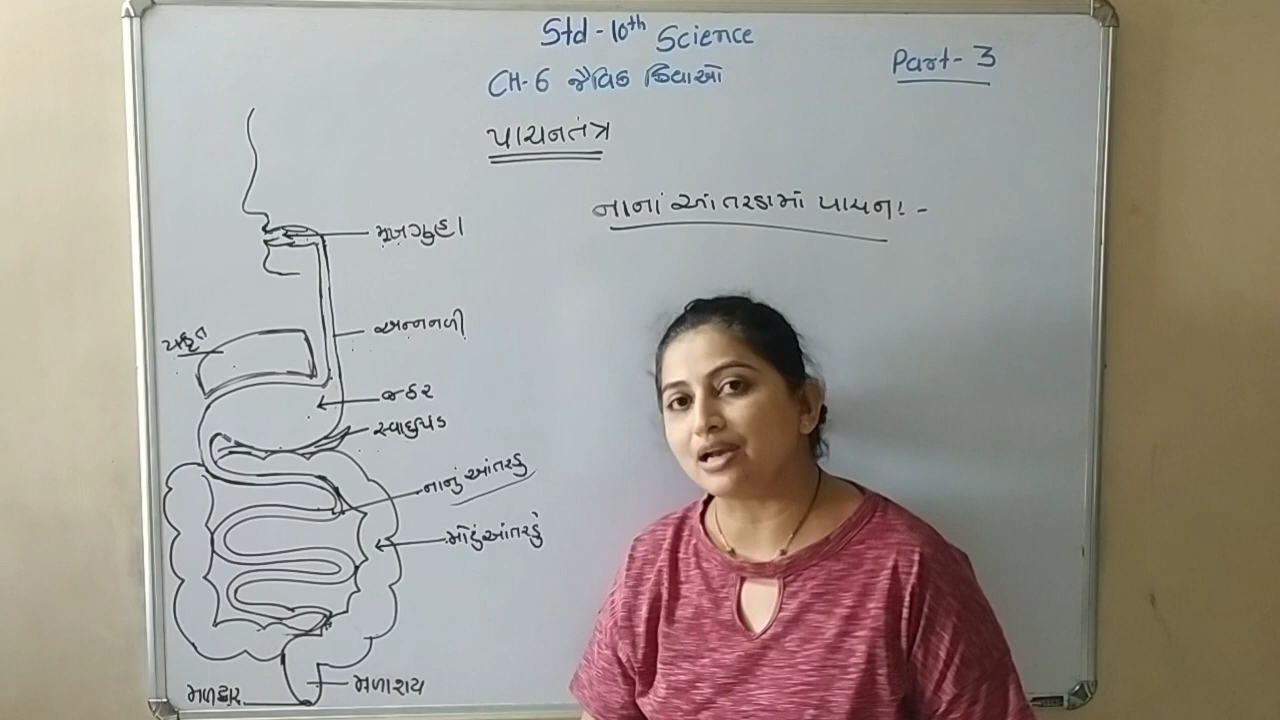 Std - 10th Science
CH-6 જૈવિક ક્રિયાઓ
Part - 3
પાચનતંત્ર
નાનાં આંતરડામાં પાચન :-
મુખગુહા
અન્નનળી
યકૃત
જઠર
સ્વાદુપિંડ
નાનું આંતરડુ
મોટું આંતરડું
મળાશય
મળદ્વાર